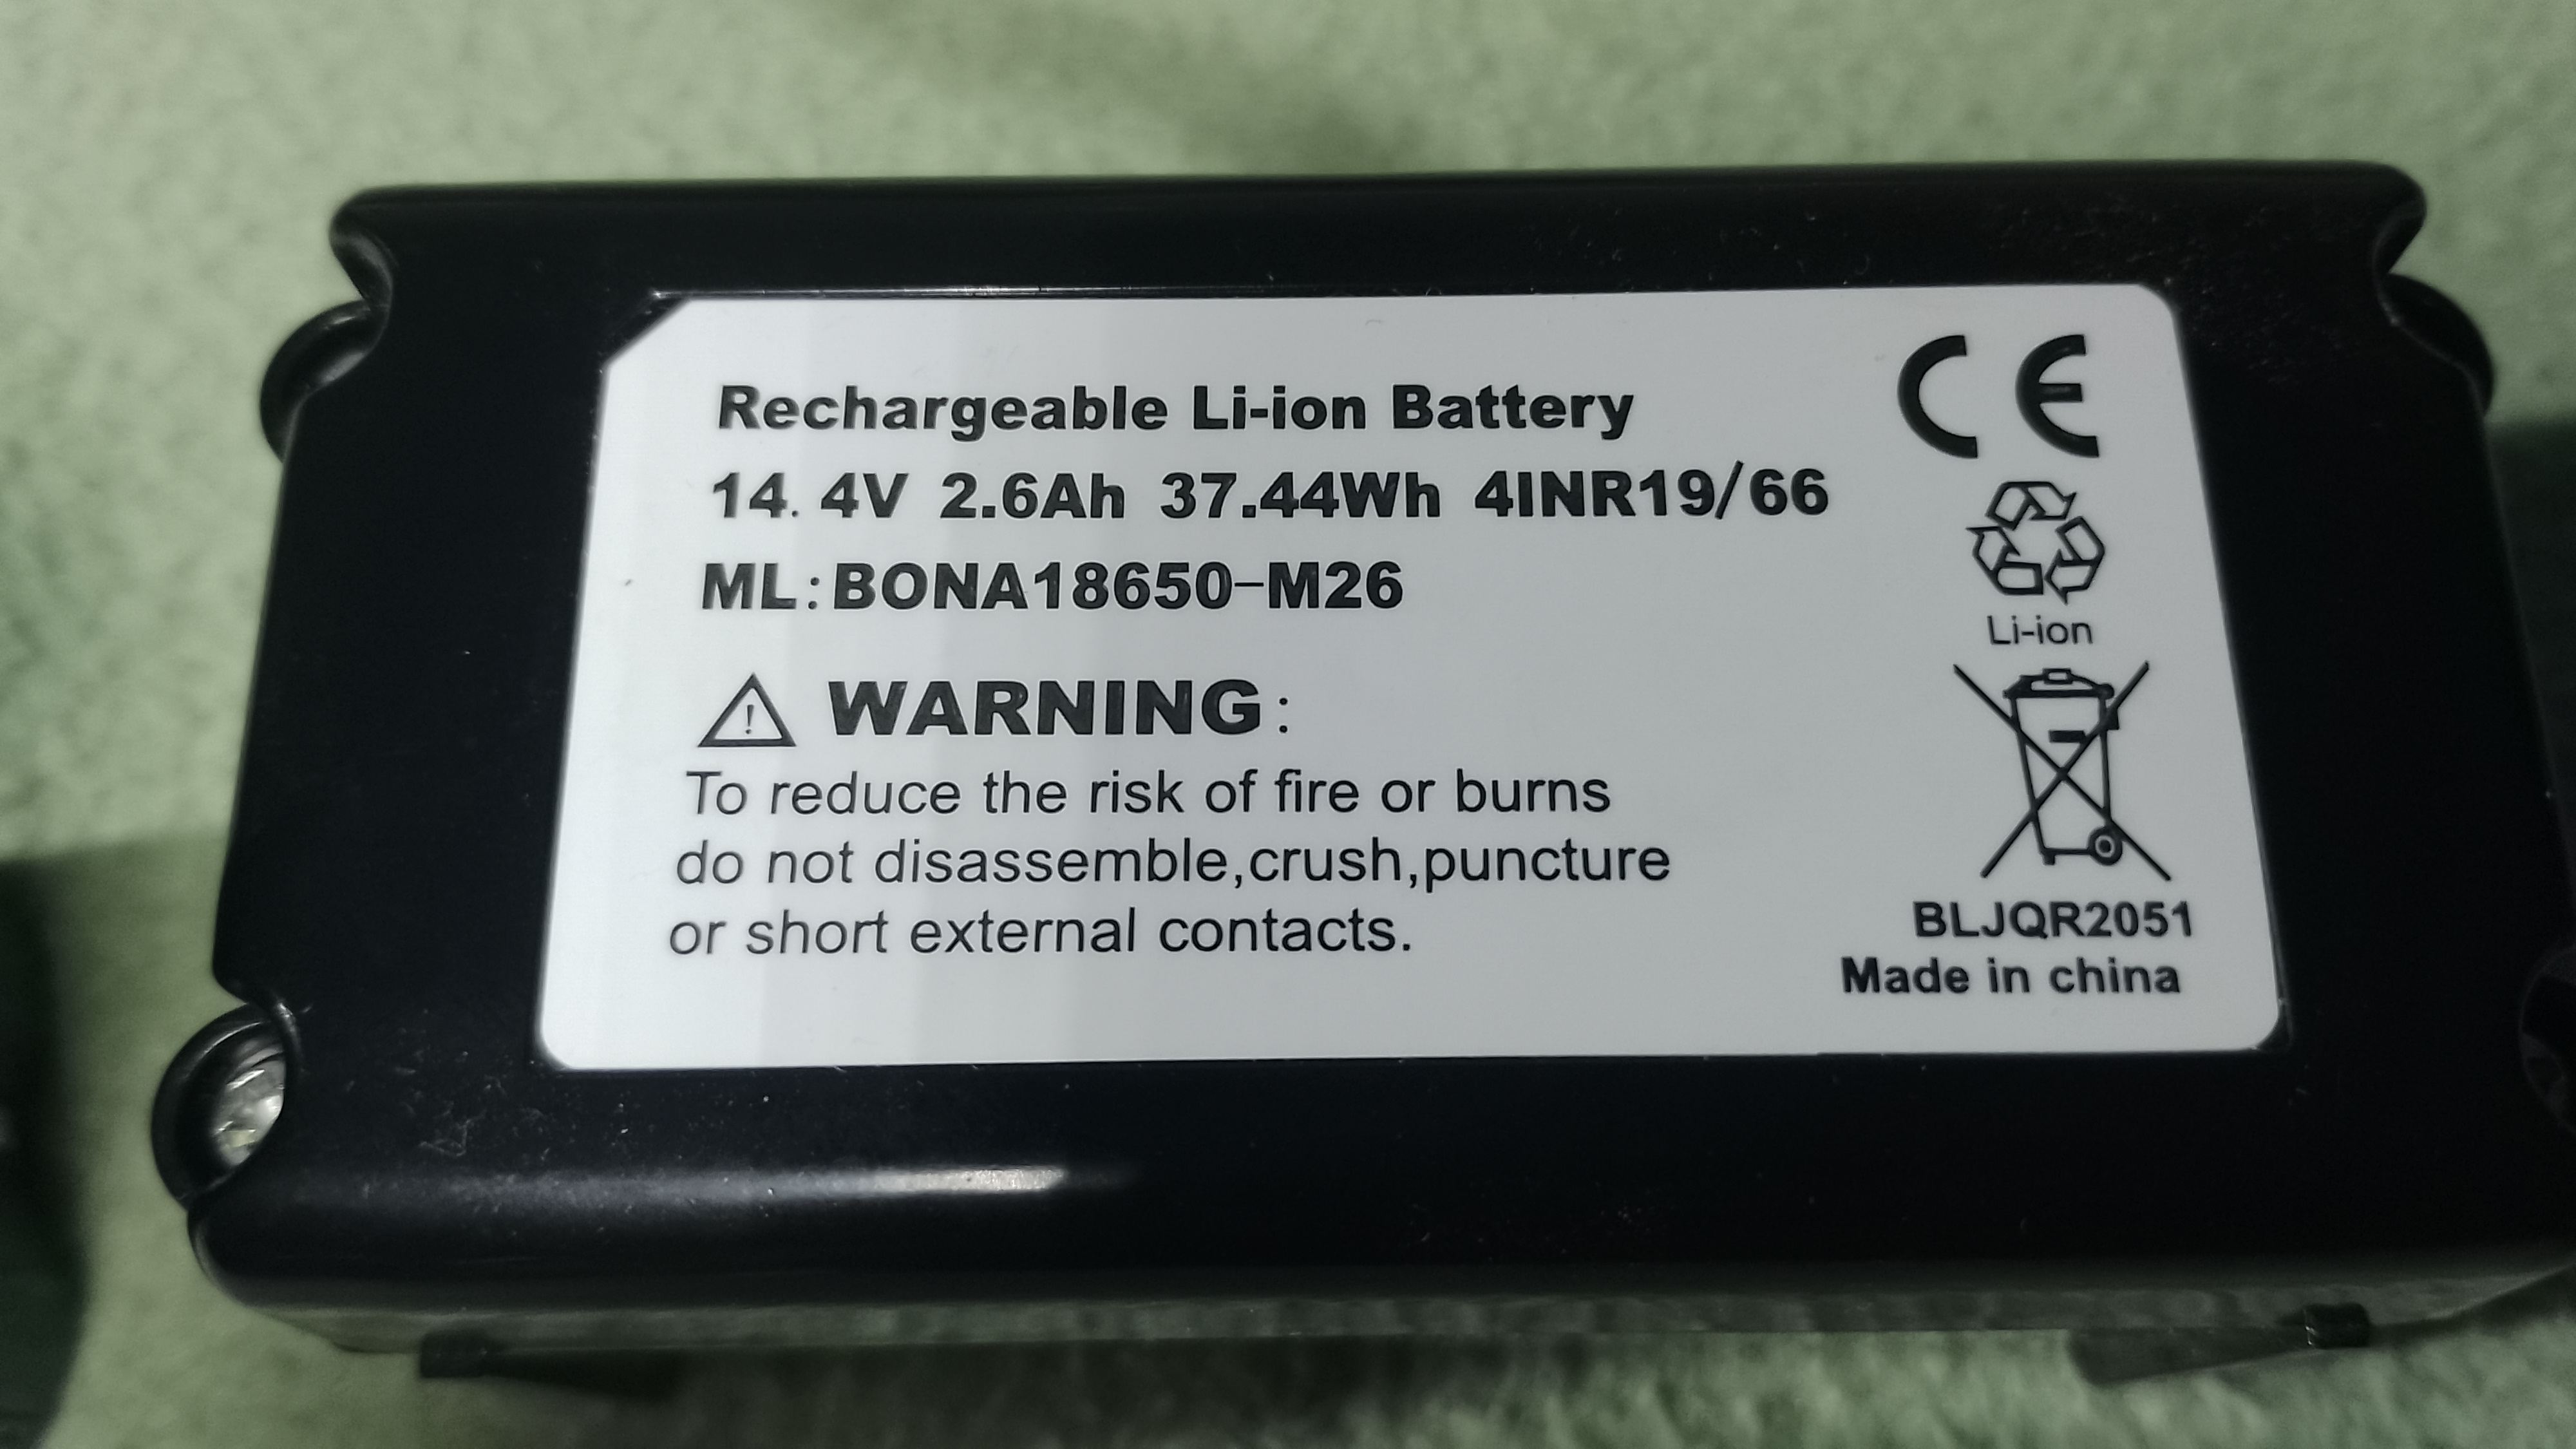 Rechargeable Li-ion Battery
14.4V 2.6Ah 37.44Wh 4INR19/66
ML:BONA18650-M26
WARNING:
To reduce the risk of fire or burns
do not disassemble,crush,puncture
or short external contacts.
CE
Li-ion
BLJQR2051
Made in china